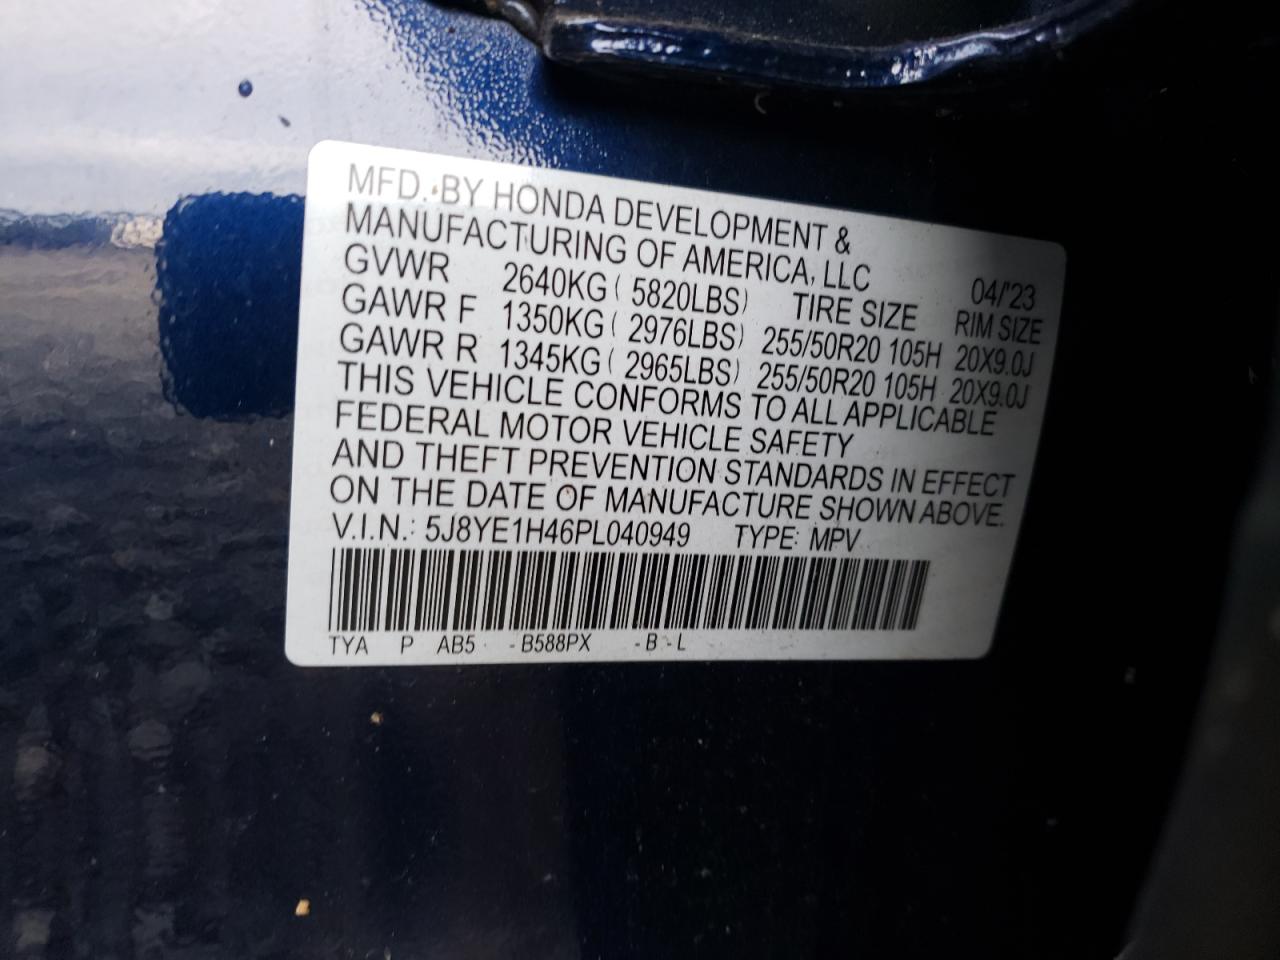 MFD. BY HONDA DEVELOPMENT &
MANUFACTURING OF AMERICA, LLC 04/'23
GVWR 2640KG ( 5820LBS) TIRE SIZE RIM SIZE
GAWR F 1350KG ( 2976LBS) 255/50R20 105H 20X9.0J
GAWR R 1345KG ( 2965LBS) 255/50R20 105H 20X9.0J
THIS VEHICLE CONFORMS TO ALL APPLICABLE
FEDERAL MOTOR VEHICLE SAFETY
AND THEFT PREVENTION STANDARDS IN EFFECT
ON THE DATE OF MANUFACTURE SHOWN ABOVE.
V.I.N.: 5J8YE1H46PL040949 TYPE: MPV
TYA P AB5 -B588PX -B -L